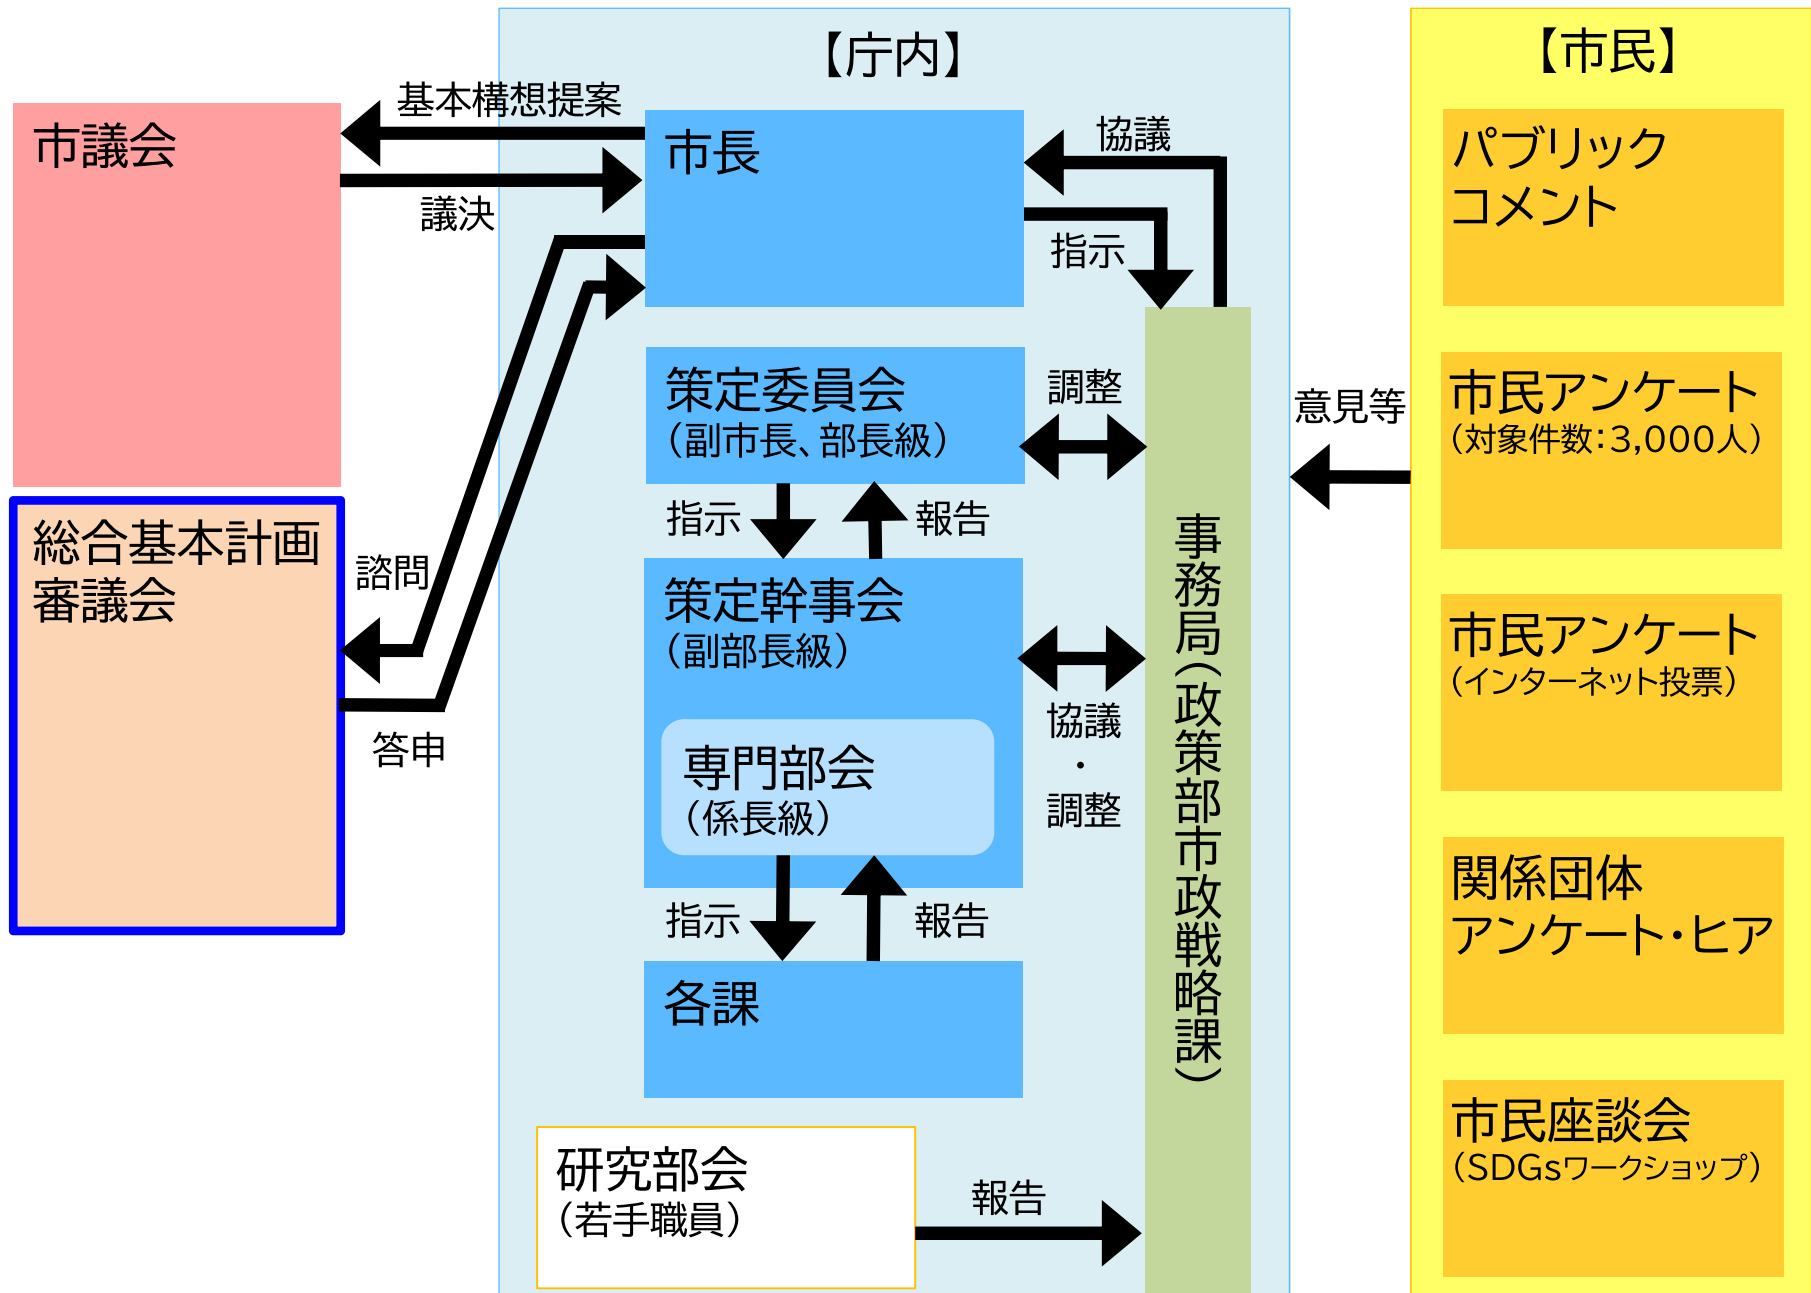 市議会
総合基本計画
審議会
基本構想提案
議決
諮問
答申
【庁内】
市長
協議
指示
策定委員会
(副市長、部長級)
調整
指示
報告
策定幹事会
(副部長級)
専門部会
(係長級)
協議
・
調整
指示
報告
各課
研究部会
(若手職員)
報告
事務局(政策部市政戦略課)
意見等
【市民】
パブリック
コメント
市民アンケート
(対象件数:3,000人)
市民アンケート
(インターネット投票)
関係団体
アンケート・ヒア
市民座談会
(SDGsワークショップ)